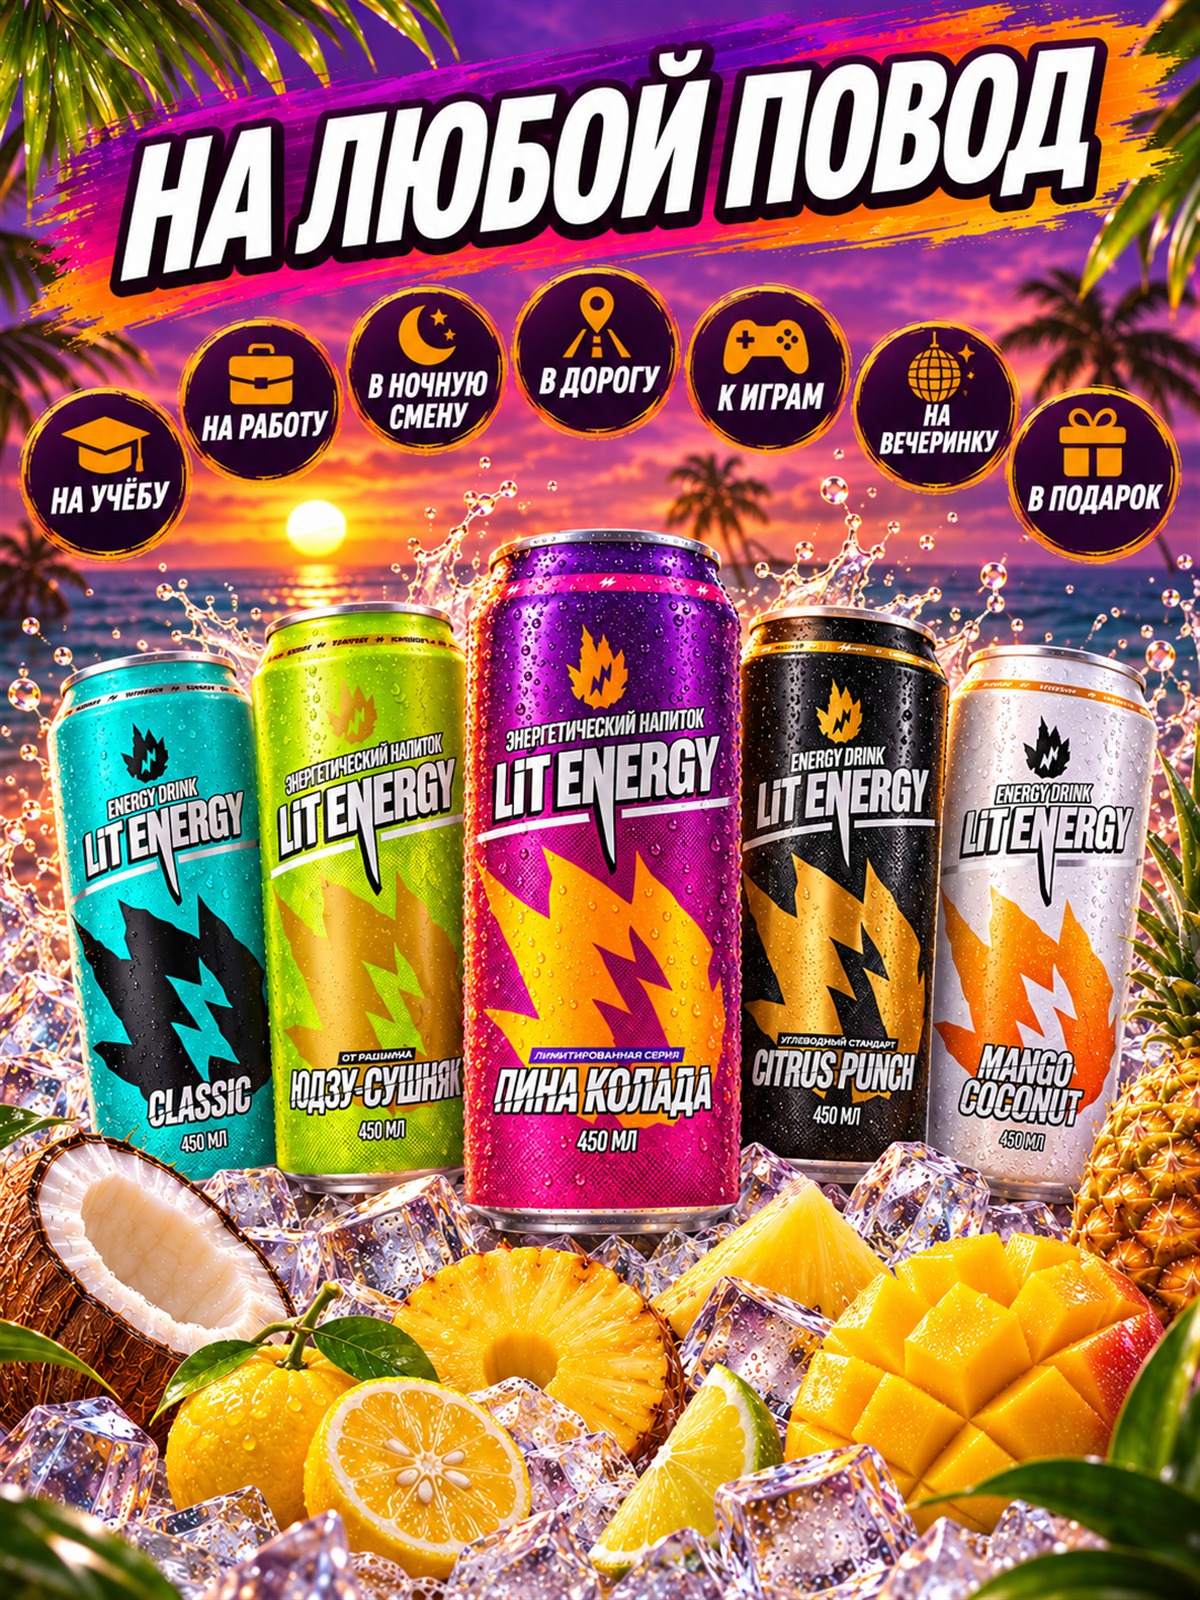 НА ЛЮБОЙ ПОВОД
НА УЧЁБУ
НА РАБОТУ
В НОЧНУЮ
СМЕНУ
В ДОРОГУ
К ИГРАМ
НА
ВЕЧЕРИНКУ
В ПОДАРОК
ENERGY DRINK
LIT ENERGY
CLASSIC
450 МЛ
ЭНЕРГЕТИЧЕСКИЙ НАПИТОК
LIT ENERGY
ОТ РАШИМКА
ЮДЗУ-СУШНЯК
450 МЛ
ЭНЕРГЕТИЧЕСКИЙ НАПИТОК
LIT ENERGY
ЛИМИТИРОВАННАЯ СЕРИЯ
ПИНА КОЛАДА
450 МЛ
ENERGY DRINK
LIT ENERGY
УГЛЕВОДНЫЙ СТАНДАРТ
CITRUS PUNCH
450 МЛ
ENERGY DRINK
LIT ENERGY
MANGO
COCONUT
450 МЛ